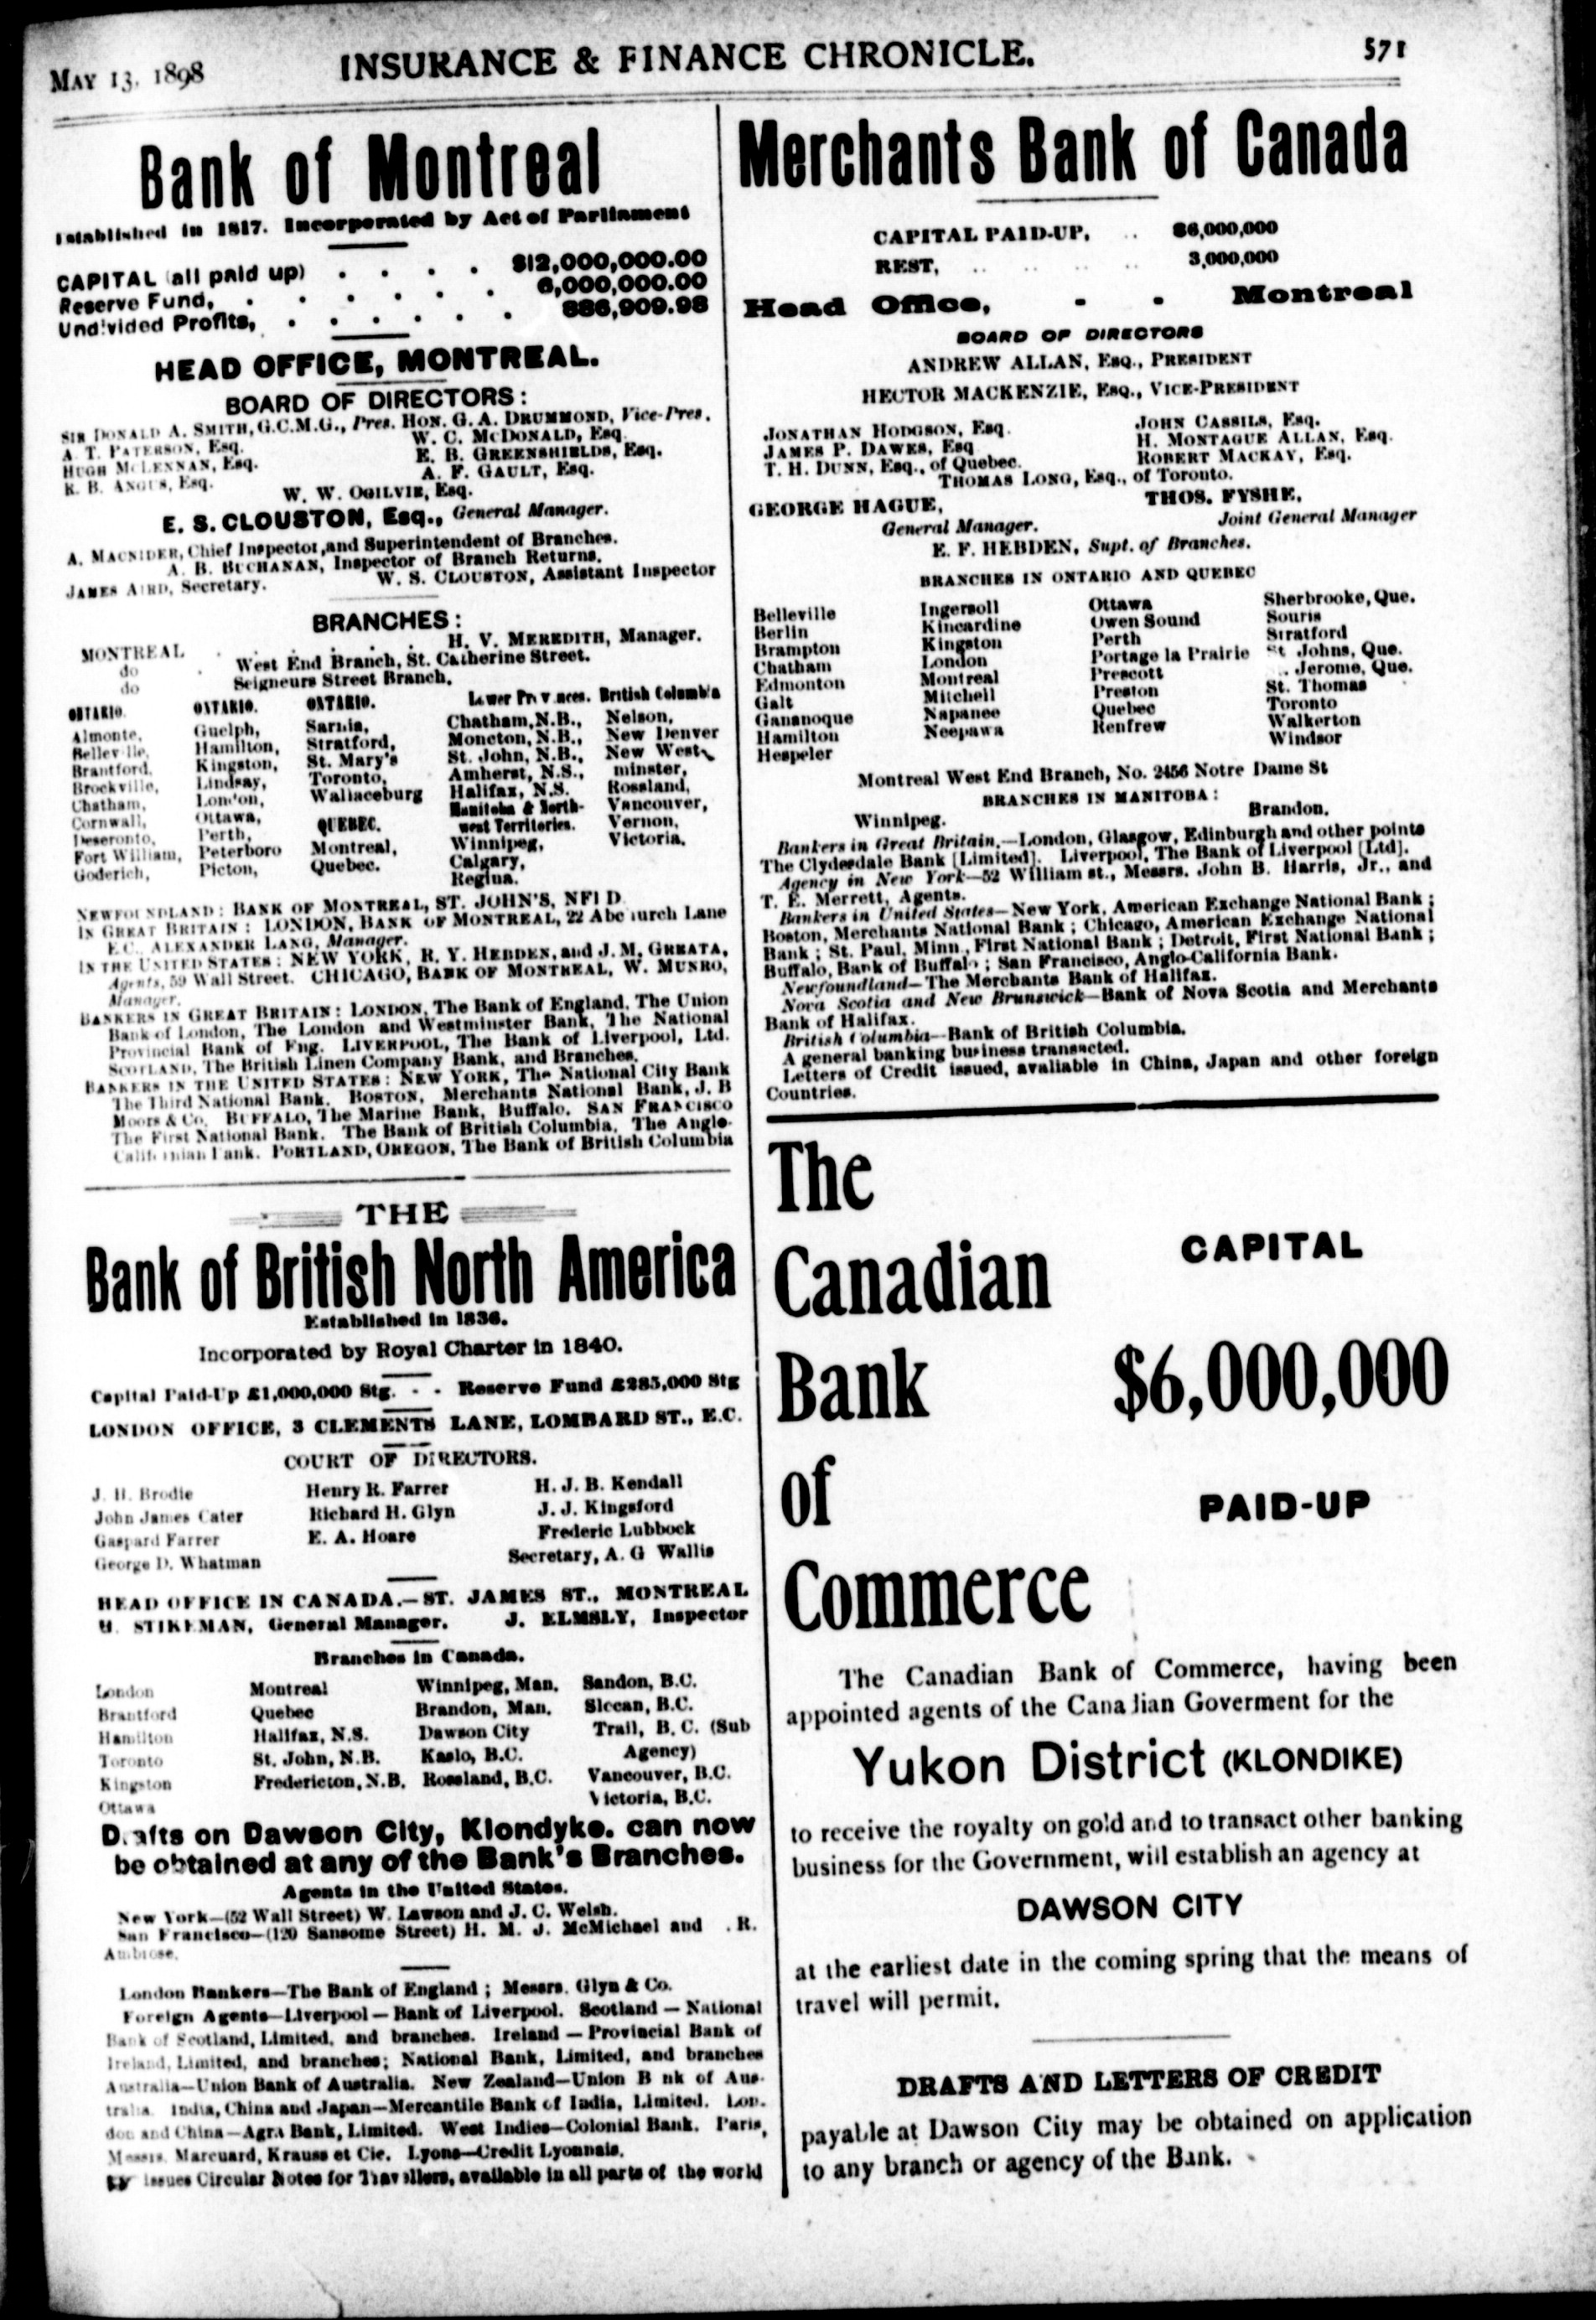 MAY 13, 1898
INSURANCE & FINANCE CHRONICLE.
571
Bank of Montreal
Established in 1817. Incorporated by Act of Parliament
CAPITAL (all paid up) . . . . $12,000,000.00
Reserve Fund, . . . . . . 6,000,000.00
Undivided Profits, . . . . . . 886,909.98
HEAD OFFICE, MONTREAL.
BOARD OF DIRECTORS:
SIR DONALD A. SMITH, G.C.M.G., Pres. HON. G. A. DRUMMOND, Vice-Pres.
A. T. PATERSON, Esq. W. C. MCDONALD, Esq.
HUGH MCLENNAN, Esq. E. B. GREENSHIELDS, Esq.
R. B. ANGUS, Esq. A. F. GAULT, Esq.
W. W. OGILVIE, Esq.
E. S. CLOUSTON, Esq., General Manager.
A. MACNIDER, Chief Inspector, and Superintendent of Branches.
A. B. BUCHANAN, Inspector of Branch Returns.
JAMES AIRD, Secretary. W. S. CLOUSTON, Assistant Inspector
BRANCHES:
MONTREAL . . . . . H. V. MEREDITH, Manager.
do West End Branch, St. Catherine Street.
do Seigneurs Street Branch.
ONTARIO. ONTARIO. ONTARIO. Lower Provinces. British Columbia
Almonte, Guelph, Sarnia, Chatham, N.B., Nelson,
Belleville, Hamilton, Stratford, Moncton, N.B., New Denver
Brantford, Kingston, St. Mary's St. John, N.B., New West-
Brockville, Lindsay, Toronto, Amherst, N.S., minster,
Chatham, London, Wallaceburg Halifax, N.S. Rossland,
Cornwall, Ottawa, Manitoba & North- Vancouver,
Deseronto, Perth, QUEBEC. west Territories. Vernon,
Fort William, Peterboro Montreal, Winnipeg, Victoria.
Goderich, Picton, Quebec. Calgary,
Regina.
NEWFOUNDLAND: BANK OF MONTREAL, ST. JOHN'S, NFLD
IN GREAT BRITAIN: LONDON, BANK OF MONTREAL, 22 Abchurch Lane
E.C. ALEXANDER LANG, Manager.
IN THE UNITED STATES: NEW YORK, R. Y. HEBDEN, and J. M. GREATA,
Agents, 59 Wall Street. CHICAGO, BANK OF MONTREAL, W. MUNRO,
Manager.
BANKERS IN GREAT BRITAIN: LONDON, The Bank of England, The Union
Bank of London, The London and Westminster Bank, The National
Provincial Bank of Eng. LIVERPOOL, The Bank of Liverpool, Ltd.
SCOTLAND, The British Linen Company Bank, and Branches.
BANKERS IN THE UNITED STATES: NEW YORK, The National City Bank
The Third National Bank. BOSTON, Merchants National Bank, J. B
Moors & Co. BUFFALO, The Marine Bank, Buffalo. SAN FRANCISCO
The First National Bank. The Bank of British Columbia, The Anglo-
Californian Bank. PORTLAND, OREGON, The Bank of British Columbia
THE
Bank of British North America
Established in 1836.
Incorporated by Royal Charter in 1840.
Capital Paid-Up £1,000,000 Stg. - - Reserve Fund £285,000 Stg
LONDON OFFICE, 3 CLEMENTS LANE, LOMBARD ST., E.C.
COURT OF DIRECTORS.
J. H. Brodie Henry R. Farrer H. J. B. Kendall
John James Cater Richard H. Glyn J. J. Kingsford
Gaspard Farrer E. A. Hoare Frederic Lubbock
George D. Whatman Secretary, A. G Wallis
HEAD OFFICE IN CANADA.—ST. JAMES ST., MONTREAL
H. STIKEMAN, General Manager. J. ELMSLY, Inspector
Branches in Canada.
London Montreal Winnipeg, Man. Sandon, B.C.
Brantford Quebec Brandon, Man. Slocan, B.C.
Hamilton Halifax, N.S. Dawson City Trail, B.C. (Sub
Toronto St. John, N.B. Kaslo, B.C. Agency)
Kingston Fredericton, N.B. Rossland, B.C. Vancouver, B.C.
Ottawa Victoria, B.C.
Drafts on Dawson City, Klondyke. can now
be obtained at any of the Bank's Branches.
Agents in the United States.
New York—(52 Wall Street) W. Lawson and J. C. Welsh.
San Francisco—(120 Sansome Street) H. M. J. McMichael and . R.
Ambrose.
London Bankers—The Bank of England; Messrs. Glyn & Co.
Foreign Agents—Liverpool—Bank of Liverpool. Scotland—National
Bank of Scotland, Limited, and branches. Ireland—Provincial Bank of
Ireland, Limited, and branches; National Bank, Limited, and branches
Australia—Union Bank of Australia. New Zealand—Union B nk of Aus-
tralia. India, China and Japan—Mercantile Bank of India, Limited. Lon-
don and China—Agra Bank, Limited. West Indies—Colonial Bank. Paris,
Messrs. Marcuard, Krauss et Cie. Lyons—Credit Lyonnais.
Issues Circular Notes for Travellers, available in all parts of the world
Merchants Bank of Canada
CAPITAL PAID-UP, .. $6,000,000
REST, .. .. .. .. 3,000,000
Head Office, - - Montreal
BOARD OF DIRECTORS
ANDREW ALLAN, ESQ., PRESIDENT
HECTOR MACKENZIE, ESQ., VICE-PRESIDENT
JONATHAN HODGSON, Esq. JOHN CASSILS, Esq.
JAMES P. DAWES, Esq H. MONTAGUE ALLAN, Esq.
T. H. DUNN, Esq., of Quebec. ROBERT MACKAY, Esq.
THOMAS LONG, Esq., of Toronto.
GEORGE HAGUE, THOS. FYSHE,
General Manager. Joint General Manager
E. F. HEBDEN, Supt. of Branches.
BRANCHES IN ONTARIO AND QUEBEC
Belleville Ingersoll Ottawa Sherbrooke, Que.
Berlin Kincardine Owen Sound Souris
Brampton Kingston Perth Stratford
Chatham London Portage la Prairie St Johns, Que.
Edmonton Montreal Prescott .. Jerome, Que.
Galt Mitchell Preston St. Thomas
Gananoque Napanee Quebec Toronto
Hamilton Neepawa Renfrew Walkerton
Hespeler Windsor
Montreal West End Branch, No. 2456 Notre Dame St
BRANCHES IN MANITOBA:
Winnipeg. Brandon.
Bankers in Great Britain.—London, Glasgow, Edinburgh and other points
The Clydesdale Bank [Limited]. Liverpool, The Bank of Liverpool [Ltd].
Agency in New York—52 William st., Messrs. John B. Harris, Jr., and
T. E. Merrett, Agents.
Bankers in United States—New York, American Exchange National Bank;
Boston, Merchants National Bank; Chicago, American Exchange National
Bank; St. Paul, Minn., First National Bank; Detroit, First National Bank;
Buffalo, Bank of Buffalo; San Francisco, Anglo-California Bank.
Newfoundland—The Merchants Bank of Halifax.
Nova Scotia and New Brunswick—Bank of Nova Scotia and Merchants
Bank of Halifax.
British Columbia—Bank of British Columbia.
A general banking business transacted.
Letters of Credit issued, available in China, Japan and other foreign
Countries.
The
Canadian
Bank
of
Commerce
CAPITAL
$6,000,000
PAID-UP
The Canadian Bank of Commerce, having been
appointed agents of the Canadian Goverment for the
Yukon District (KLONDIKE)
to receive the royalty on gold and to transact other banking
business for the Government, will establish an agency at
DAWSON CITY
at the earliest date in the coming spring that the means of
travel will permit.
DRAFTS AND LETTERS OF CREDIT
payable at Dawson City may be obtained on application
to any branch or agency of the Bank.